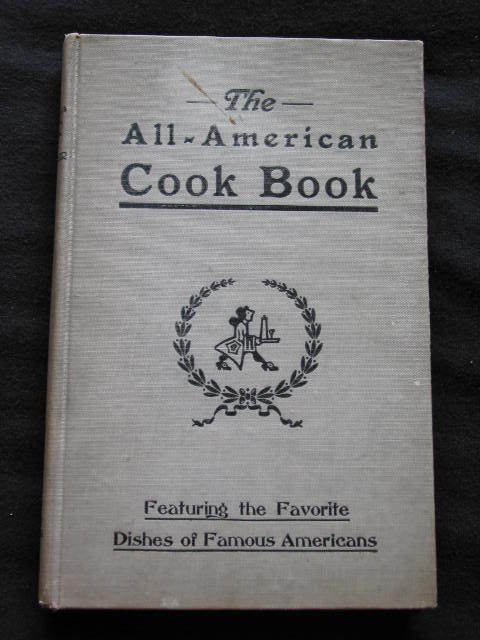 — The —
All-American
Cook Book
Featuring the Favorite
Dishes of Famous Americans